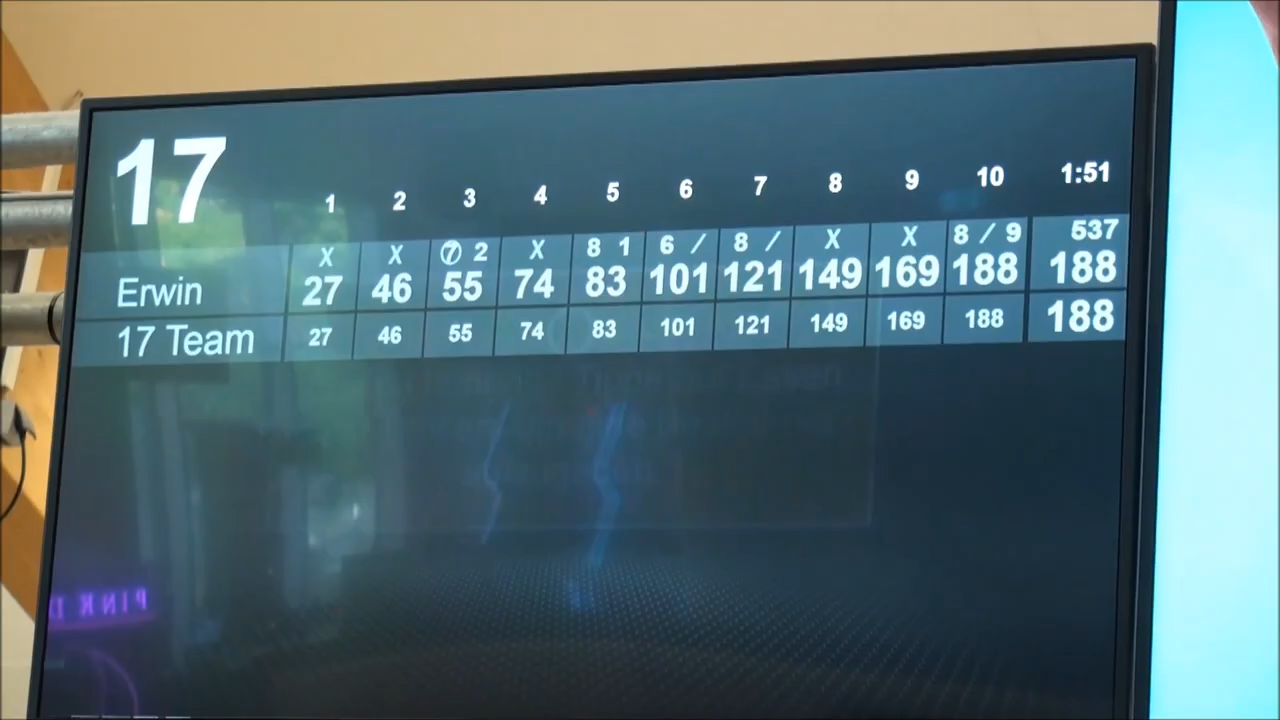 17 1 2 3 4 5 6 7 8 9 10 1:51
X X ⑦ 2 X 8 1 6 / 8 / X X 8 / 9 537
Erwin 27 46 55 74 83 101 121 149 169 188 188
17 Team 27 46 55 74 83 101 121 149 169 188 188
PINK